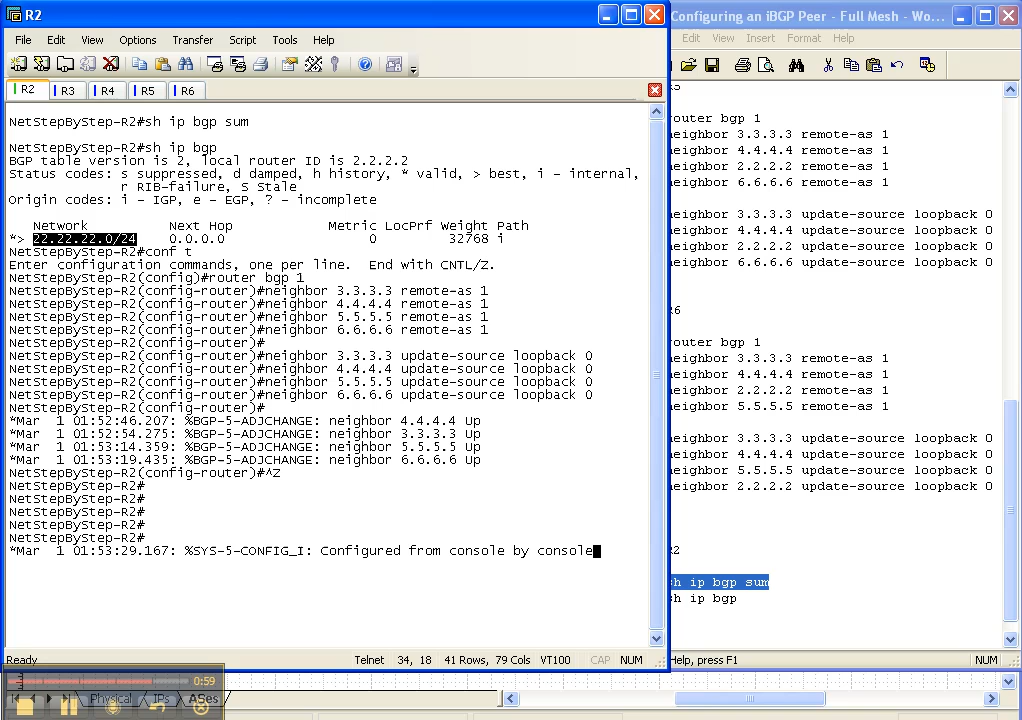 R2
File Edit View Options Transfer Script Tools Help
R2 R3 R4 R5 R6
NetStepByStep-R2#sh ip bgp sum
NetStepByStep-R2#sh ip bgp
BGP table version is 2, local router ID is 2.2.2.2
Status codes: s suppressed, d damped, h history, * valid, > best, i - internal,
r RIB-failure, S Stale
Origin codes: i - IGP, e - EGP, ? - incomplete
Network Next Hop Metric LocPrf Weight Path
*> 22.22.22.0/24 0.0.0.0 0 32768 i
NetStepByStep-R2#conf t
Enter configuration commands, one per line. End with CNTL/Z.
NetStepByStep-R2(config)#router bgp 1
NetStepByStep-R2(config-router)#neighbor 3.3.3.3 remote-as 1
NetStepByStep-R2(config-router)#neighbor 4.4.4.4 remote-as 1
NetStepByStep-R2(config-router)#neighbor 5.5.5.5 remote-as 1
NetStepByStep-R2(config-router)#neighbor 6.6.6.6 remote-as 1
NetStepByStep-R2(config-router)#
NetStepByStep-R2(config-router)#neighbor 3.3.3.3 update-source loopback 0
NetStepByStep-R2(config-router)#neighbor 4.4.4.4 update-source loopback 0
NetStepByStep-R2(config-router)#neighbor 5.5.5.5 update-source loopback 0
NetStepByStep-R2(config-router)#neighbor 6.6.6.6 update-source loopback 0
NetStepByStep-R2(config-router)#
*Mar 1 01:52:46.207: %BGP-5-ADJCHANGE: neighbor 4.4.4.4 Up
*Mar 1 01:52:54.275: %BGP-5-ADJCHANGE: neighbor 3.3.3.3 Up
*Mar 1 01:53:14.359: %BGP-5-ADJCHANGE: neighbor 5.5.5.5 Up
*Mar 1 01:53:19.435: %BGP-5-ADJCHANGE: neighbor 6.6.6.6 Up
NetStepByStep-R2(config-router)#^Z
NetStepByStep-R2#
NetStepByStep-R2#
NetStepByStep-R2#
NetStepByStep-R2#
NetStepByStep-R2#
*Mar 1 01:53:29.167: %SYS-5-CONFIG_I: Configured from console by console
Ready Telnet 34, 18 41 Rows, 79 Cols VT100 CAP NUM
0:59
Physical IPs ASes
Configuring an iBGP Peer - Full Mesh - Wo...
Edit View Insert Format Help
router bgp 1
neighbor 3.3.3.3 remote-as 1
neighbor 4.4.4.4 remote-as 1
neighbor 2.2.2.2 remote-as 1
neighbor 6.6.6.6 remote-as 1
neighbor 3.3.3.3 update-source loopback 0
neighbor 4.4.4.4 update-source loopback 0
neighbor 2.2.2.2 update-source loopback 0
neighbor 6.6.6.6 update-source loopback 0
R6
router bgp 1
neighbor 3.3.3.3 remote-as 1
neighbor 4.4.4.4 remote-as 1
neighbor 2.2.2.2 remote-as 1
neighbor 5.5.5.5 remote-as 1
neighbor 3.3.3.3 update-source loopback 0
neighbor 4.4.4.4 update-source loopback 0
neighbor 5.5.5.5 update-source loopback 0
neighbor 2.2.2.2 update-source loopback 0
R2
sh ip bgp sum
sh ip bgp
Help, press F1 NUM